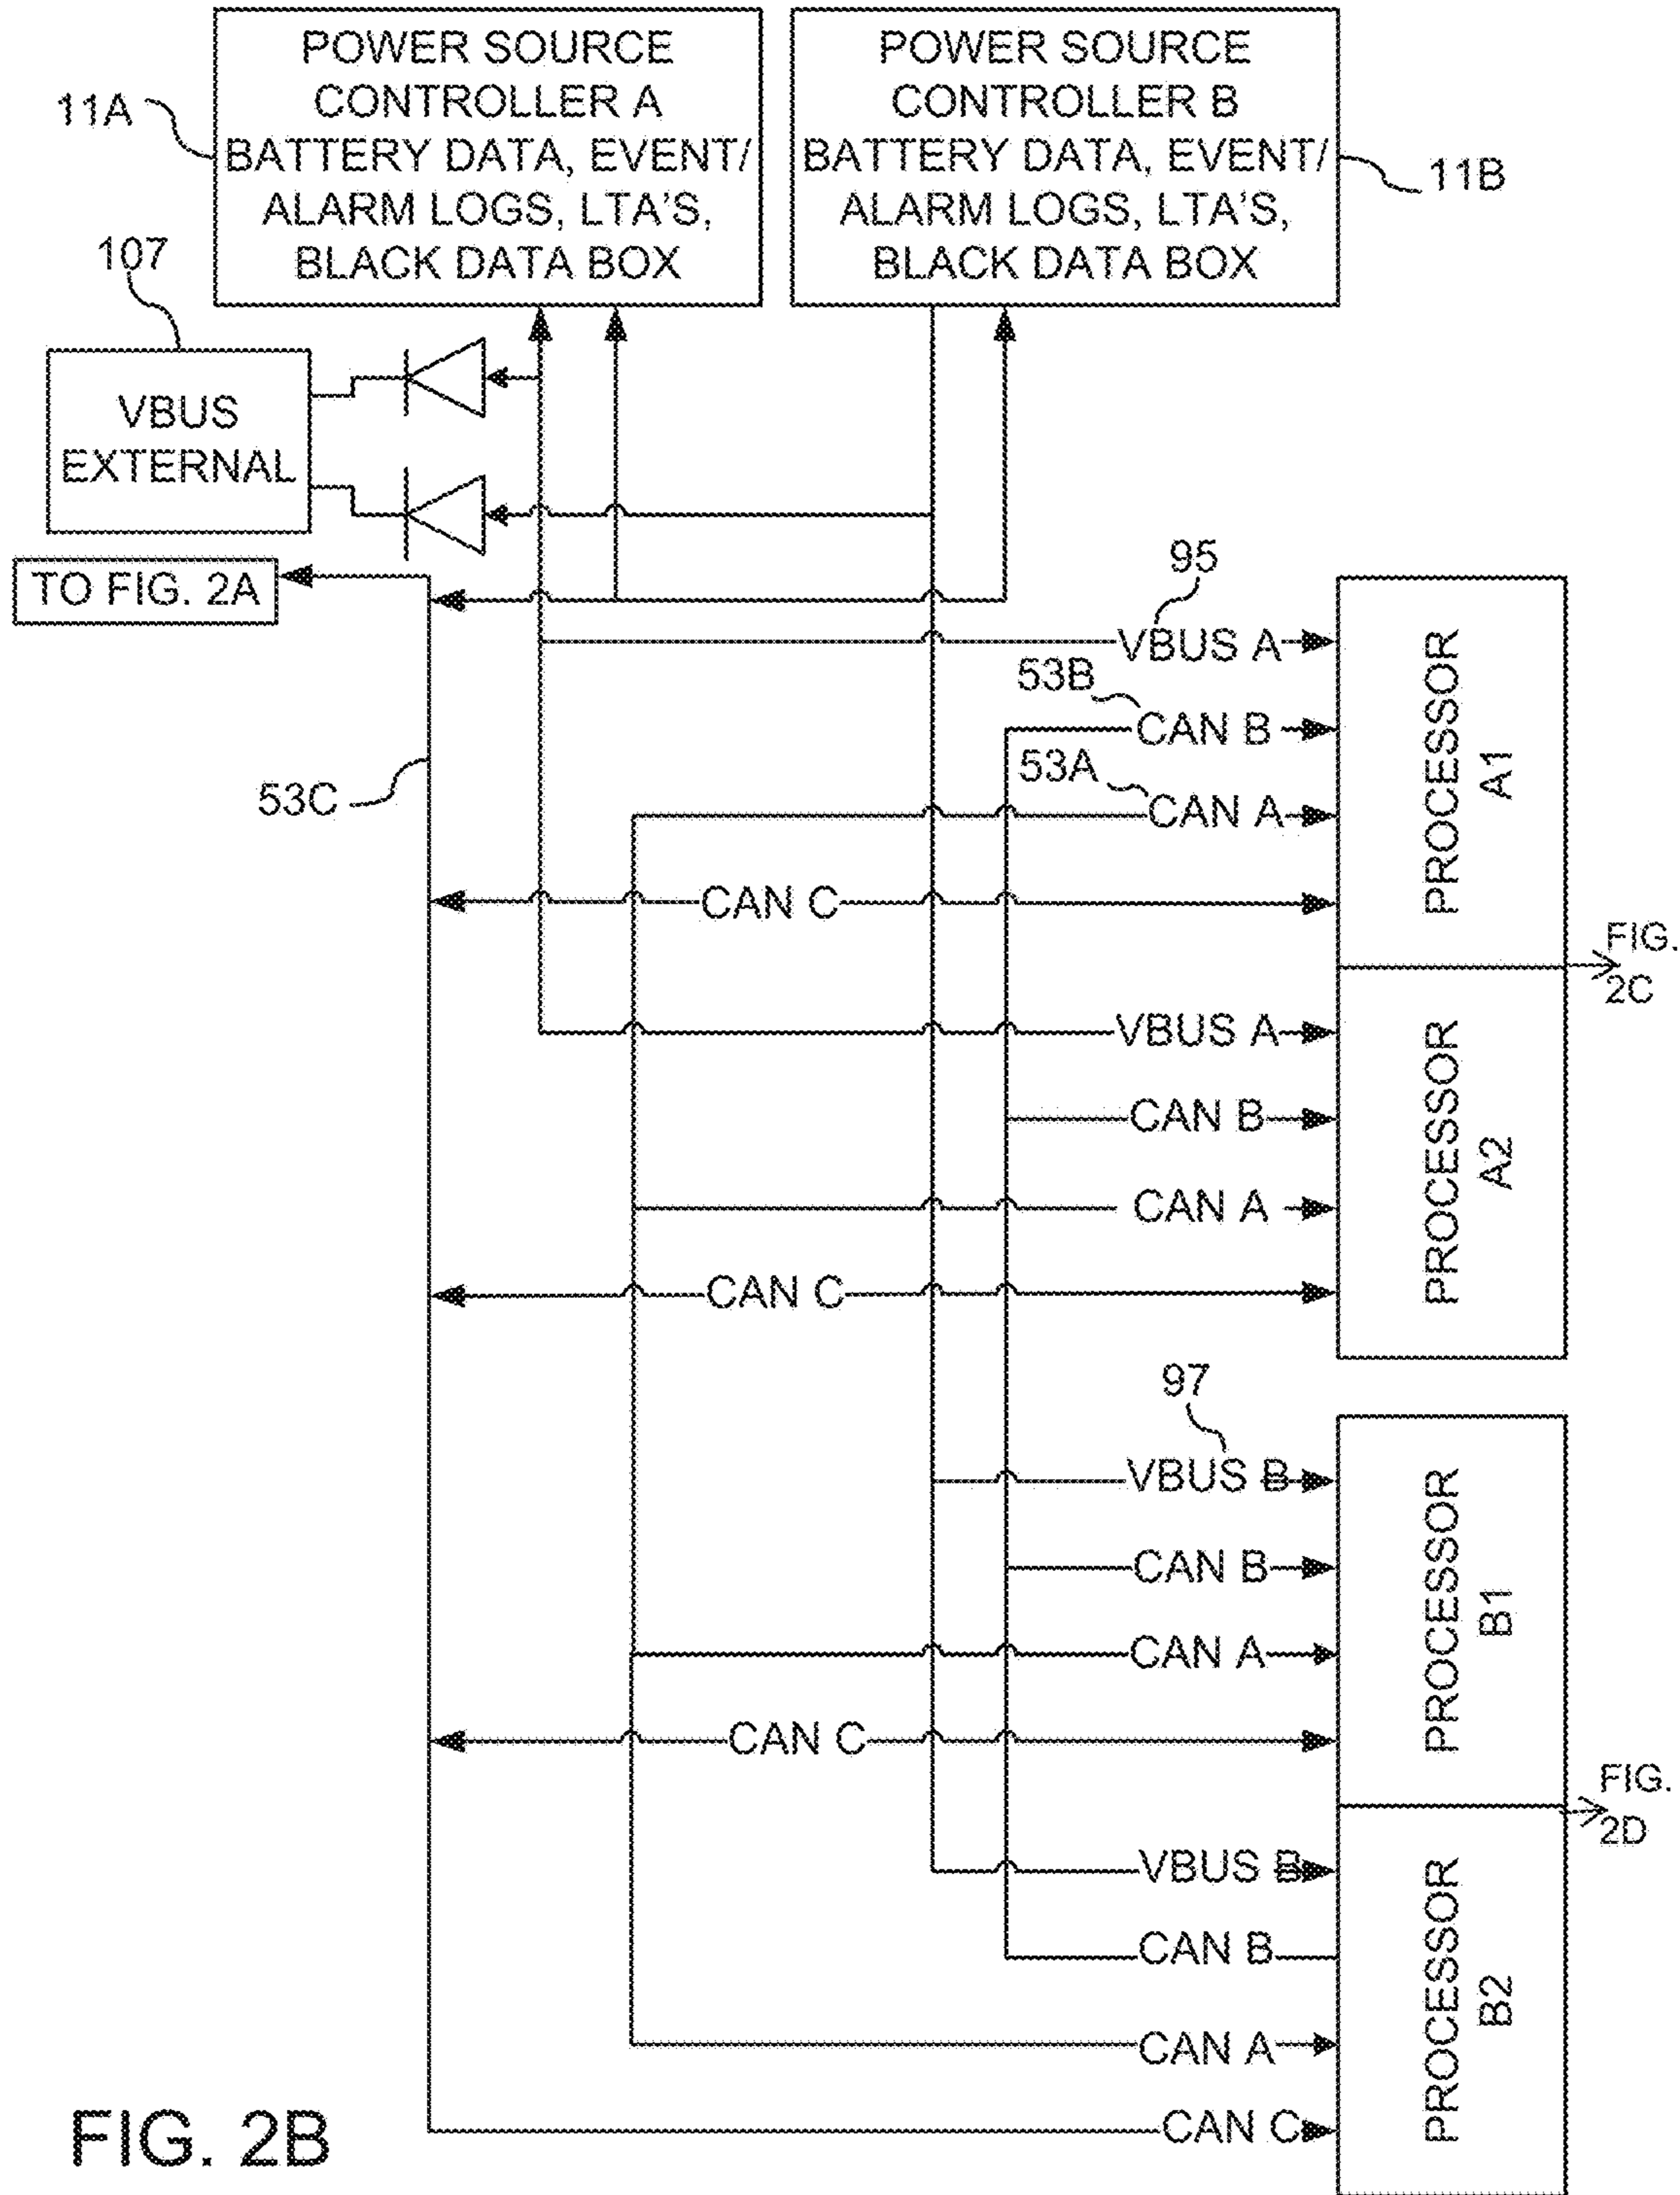 POWER SOURCE
CONTROLLER A
BATTERY DATA, EVENT/
ALARM LOGS, LTA'S,
BLACK DATA BOX
POWER SOURCE
CONTROLLER B
BATTERY DATA, EVENT/
ALARM LOGS, LTA'S,
BLACK DATA BOX
11A
11B
107
VBUS
EXTERNAL
TO FIG. 2A
95
VBUS A
53B
CAN B
53A
CAN A
53C
CAN C
PROCESSOR
A1
FIG.
2C
VBUS A
CAN B
CAN A
CAN C
PROCESSOR
A2
97
VBUS B
CAN B
CAN A
CAN C
PROCESSOR
B1
FIG.
2D
VBUS B
CAN B
CAN A
CAN C
PROCESSOR
B2
FIG. 2B